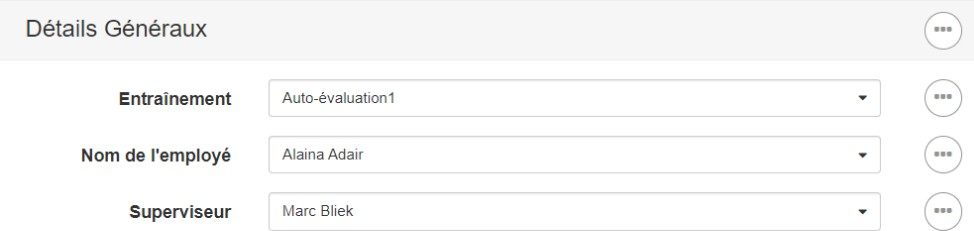 Détails Généraux
Entraînement Auto-évaluation1
Nom de l'employé Alaina Adair
Superviseur Marc Bliek